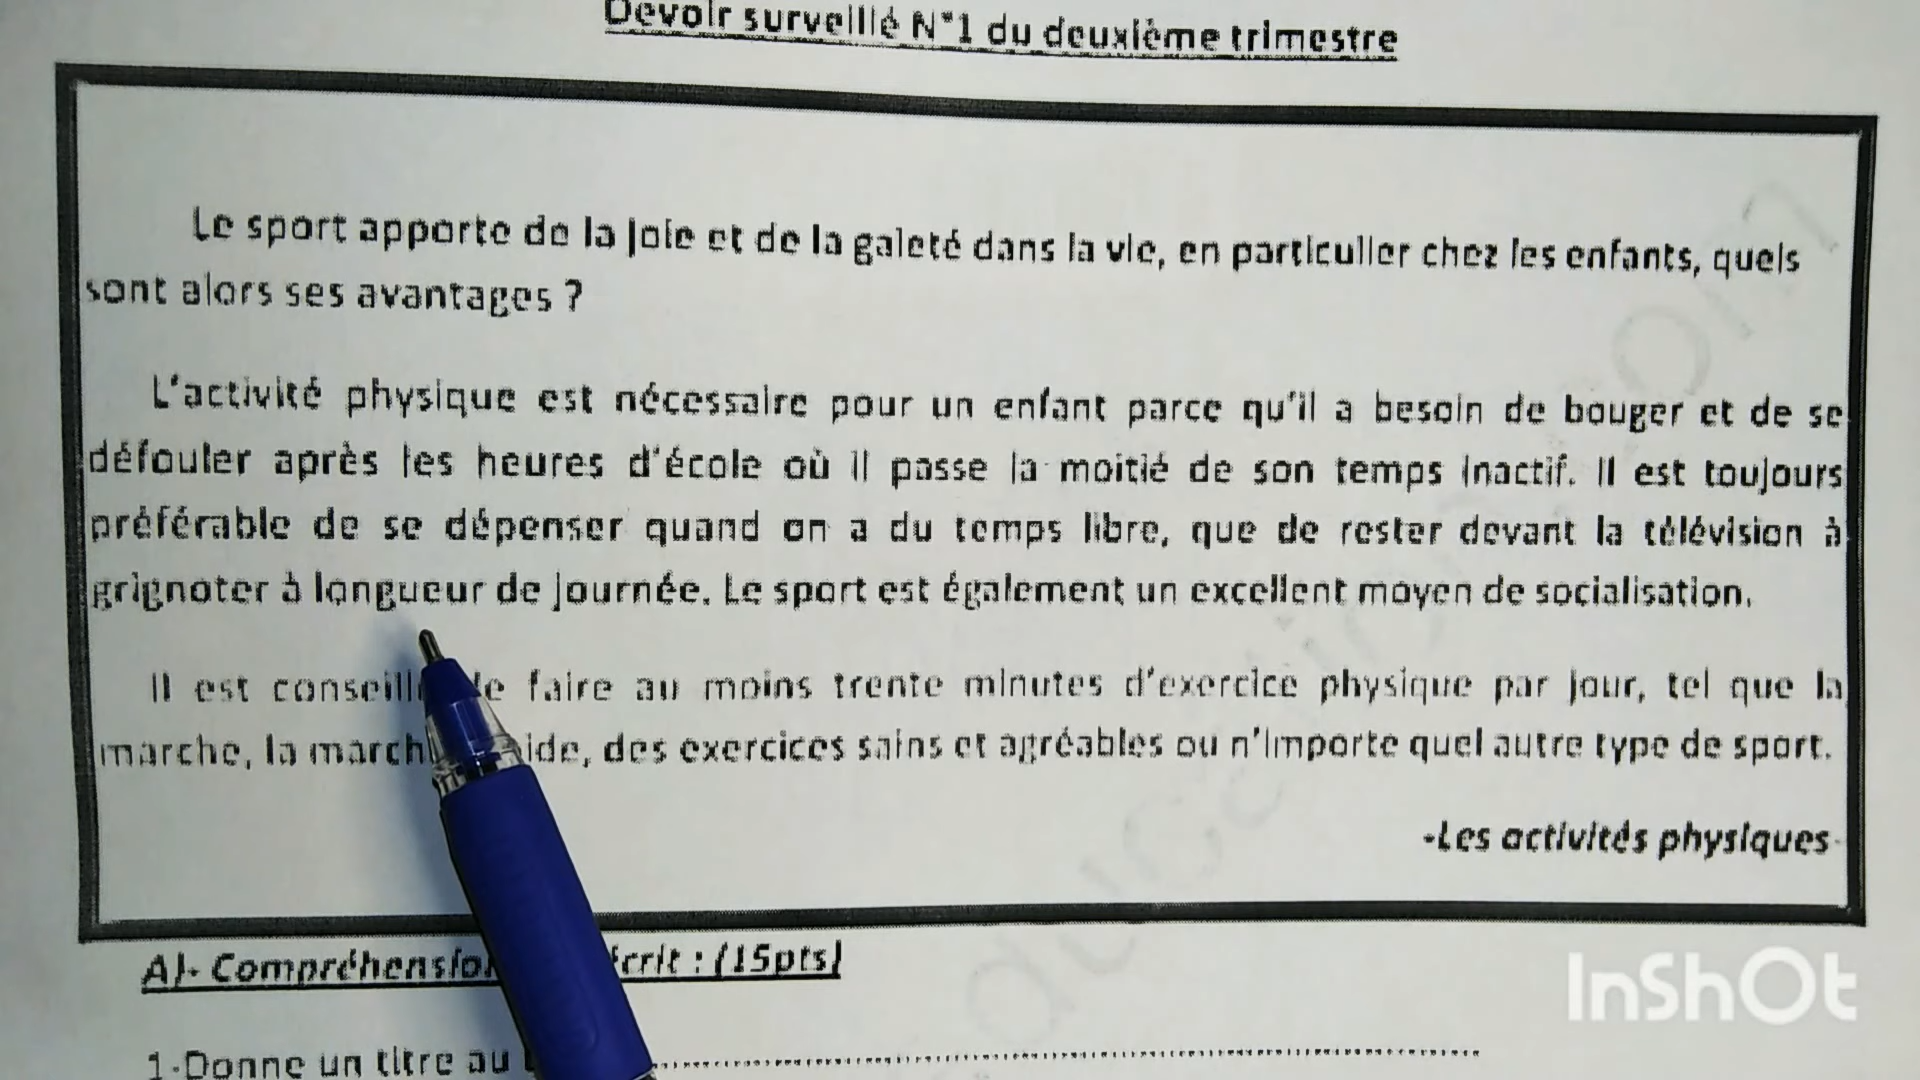 Devoir surveillé N°1 du deuxième trimestre
Le sport apporte de la joie et de la gaieté dans la vie, en particulier chez les enfants, quels
sont alors ses avantages ?
L'activité physique est nécessaire pour un enfant parce qu'il a besoin de bouger et de se
défouler après les heures d'école où il passe la moitié de son temps inactif. Il est toujours
préférable de se dépenser quand on a du temps libre, que de rester devant la télévision à
grignoter à longueur de journée. Le sport est également un excellent moyen de socialisation.
Il est conseill le faire au moins trente minutes d'exercice physique par jour, tel que la
marche, la march ide, des exercices sains et agréables ou n'importe quel autre type de sport.
-Les activités physiques-
A)- Compréhension écrit : (15pts)
1-Donne un titre au
InShOt